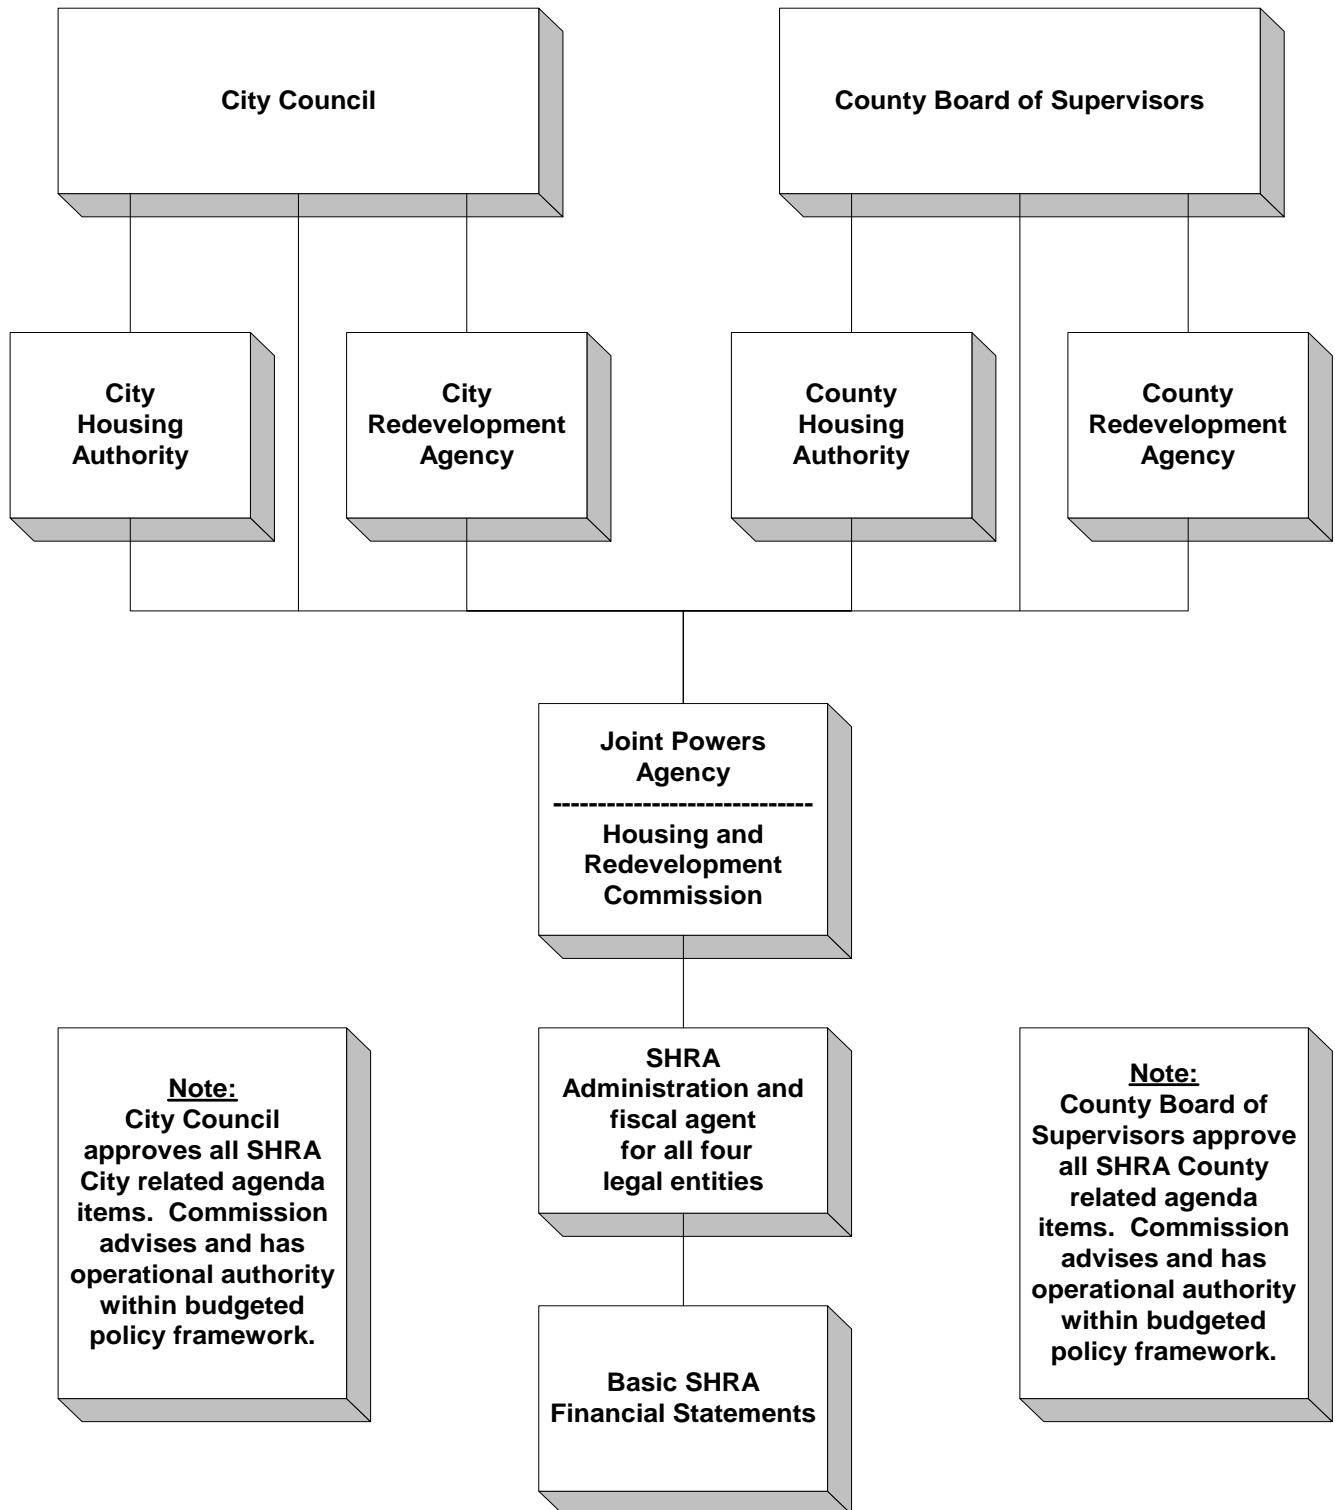 City Council
County Board of Supervisors
City
Housing
Authority
City
Redevelopment
Agency
County
Housing
Authority
County
Redevelopment
Agency
Joint Powers
Agency
-----------------------------
Housing and
Redevelopment
Commission
SHRA
Administration and
fiscal agent
for all four
legal entities
Note:
City Council
approves all SHRA
City related agenda
items.  Commission
advises and has
operational authority
within budgeted
policy framework.
Note:
County Board of
Supervisors approve
all SHRA County
related agenda
items.  Commission
advises and has
operational authority
within budgeted
policy framework.
Basic SHRA
Financial Statements